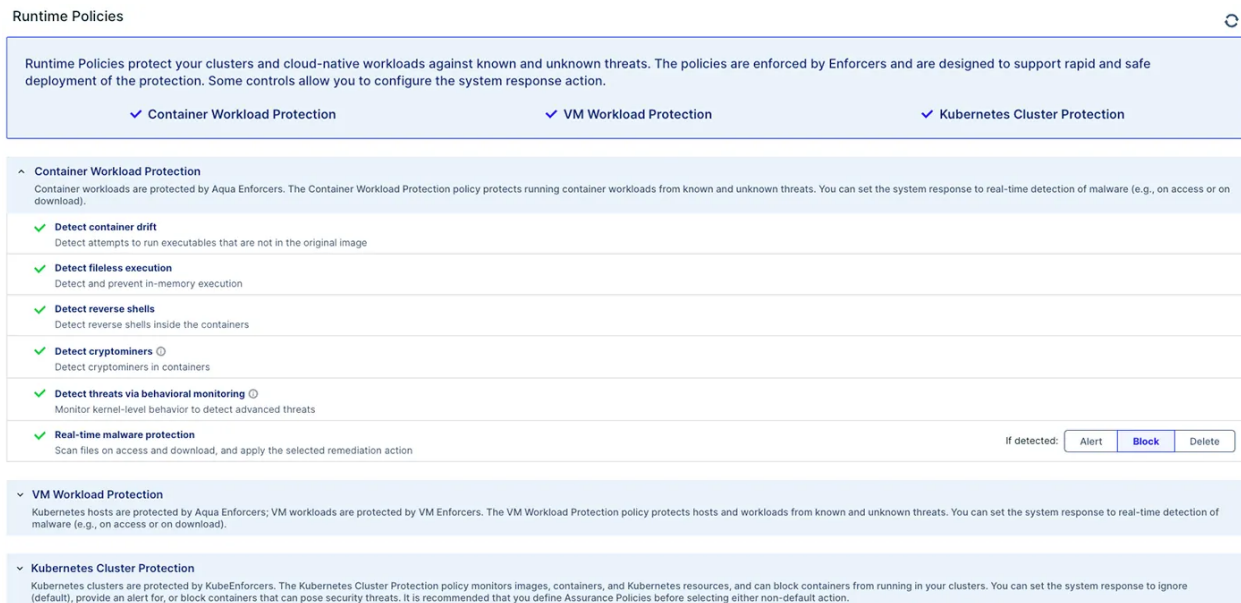 Runtime Policies
Runtime Policies protect your clusters and cloud-native workloads against known and unknown threats. The policies are enforced by Enforcers and are designed to support rapid and safe
deployment of the protection. Some controls allow you to configure the system response action.
Container Workload Protection VM Workload Protection Kubernetes Cluster Protection
Container Workload Protection
Container workloads are protected by Aqua Enforcers. The Container Workload Protection policy protects running container workloads from known and unknown threats. You can set the system response to real-time detection of malware (e.g., on access or on
download).
Detect container drift
Detect attempts to run executables that are not in the original image
Detect fileless execution
Detect and prevent in-memory execution
Detect reverse shells
Detect reverse shells inside the containers
Detect cryptominers
Detect cryptominers in containers
Detect threats via behavioral monitoring
Monitor kernel-level behavior to detect advanced threats
Real-time malware protection
Scan files on access and download, and apply the selected remediation action
If detected: Alert Block Delete
VM Workload Protection
Kubernetes hosts are protected by Aqua Enforcers; VM workloads are protected by VM Enforcers. The VM Workload Protection policy protects hosts and workloads from known and unknown threats. You can set the system response to real-time detection of
malware (e.g., on access or on download).
Kubernetes Cluster Protection
Kubernetes clusters are protected by KubeEnforcers. The Kubernetes Cluster Protection policy monitors images, containers, and Kubernetes resources, and can block containers from running in your clusters. You can set the system response to ignore
(default), provide an alert for, or block containers that can pose security threats. It is recommended that you define Assurance Policies before selecting either non-default action.